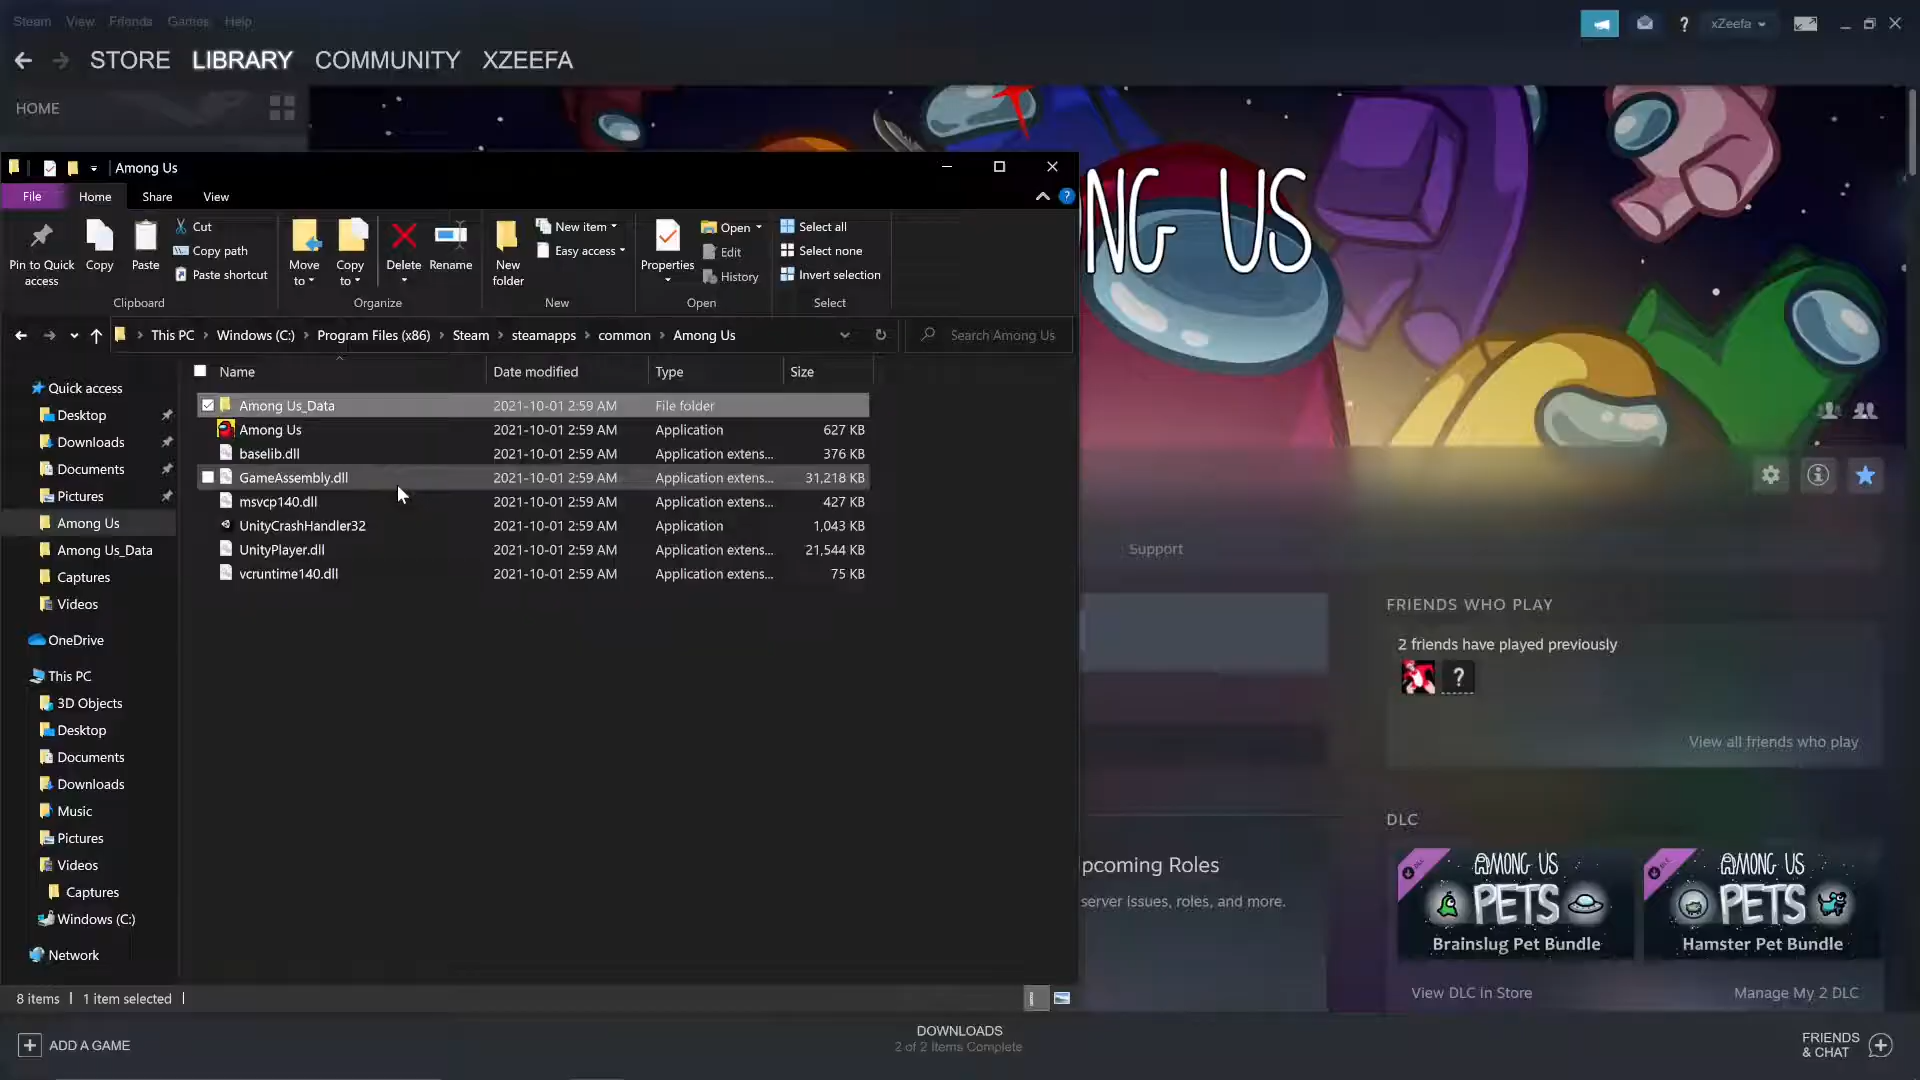 Steam View Friends Games Help
xZeefa
STORE LIBRARY COMMUNITY XZEEFA
HOME
NG US
Among Us
File Home Share View
Pin to Quick access
Copy
Paste
Cut
Copy path
Paste shortcut
Clipboard
Move to
Copy to
Delete
Rename
Organize
New folder
New item
Easy access
New
Properties
Open
Edit
History
Open
Select all
Select none
Invert selection
Select
This PC > Windows (C:) > Program Files (x86) > Steam > steamapps > common > Among Us
Search Among Us
Name Date modified Type Size
Among Us_Data 2021-10-01 2:59 AM File folder
Among Us 2021-10-01 2:59 AM Application 627 KB
baselib.dll 2021-10-01 2:59 AM Application extens... 376 KB
GameAssembly.dll 2021-10-01 2:59 AM Application extens... 31,218 KB
msvcp140.dll 2021-10-01 2:59 AM Application extens... 427 KB
UnityCrashHandler32 2021-10-01 2:59 AM Application 1,043 KB
UnityPlayer.dll 2021-10-01 2:59 AM Application extens... 21,544 KB
vcruntime140.dll 2021-10-01 2:59 AM Application extens... 75 KB
Quick access
Desktop
Downloads
Documents
Pictures
Among Us
Among Us_Data
Captures
Videos
OneDrive
This PC
3D Objects
Desktop
Documents
Downloads
Music
Pictures
Videos
Captures
Windows (C:)
Network
8 items 1 item selected
Support
FRIENDS WHO PLAY
2 friends have played previously
?
View all friends who play
pcoming Roles
server issues, roles, and more.
DLC
DLC
AMONG US
PETS
Brainslug Pet Bundle
DLC
AMONG US
PETS
Hamster Pet Bundle
View DLC In Store
Manage My 2 DLC
ADD A GAME
DOWNLOADS
2 of 2 Items Complete
FRIENDS
& CHAT